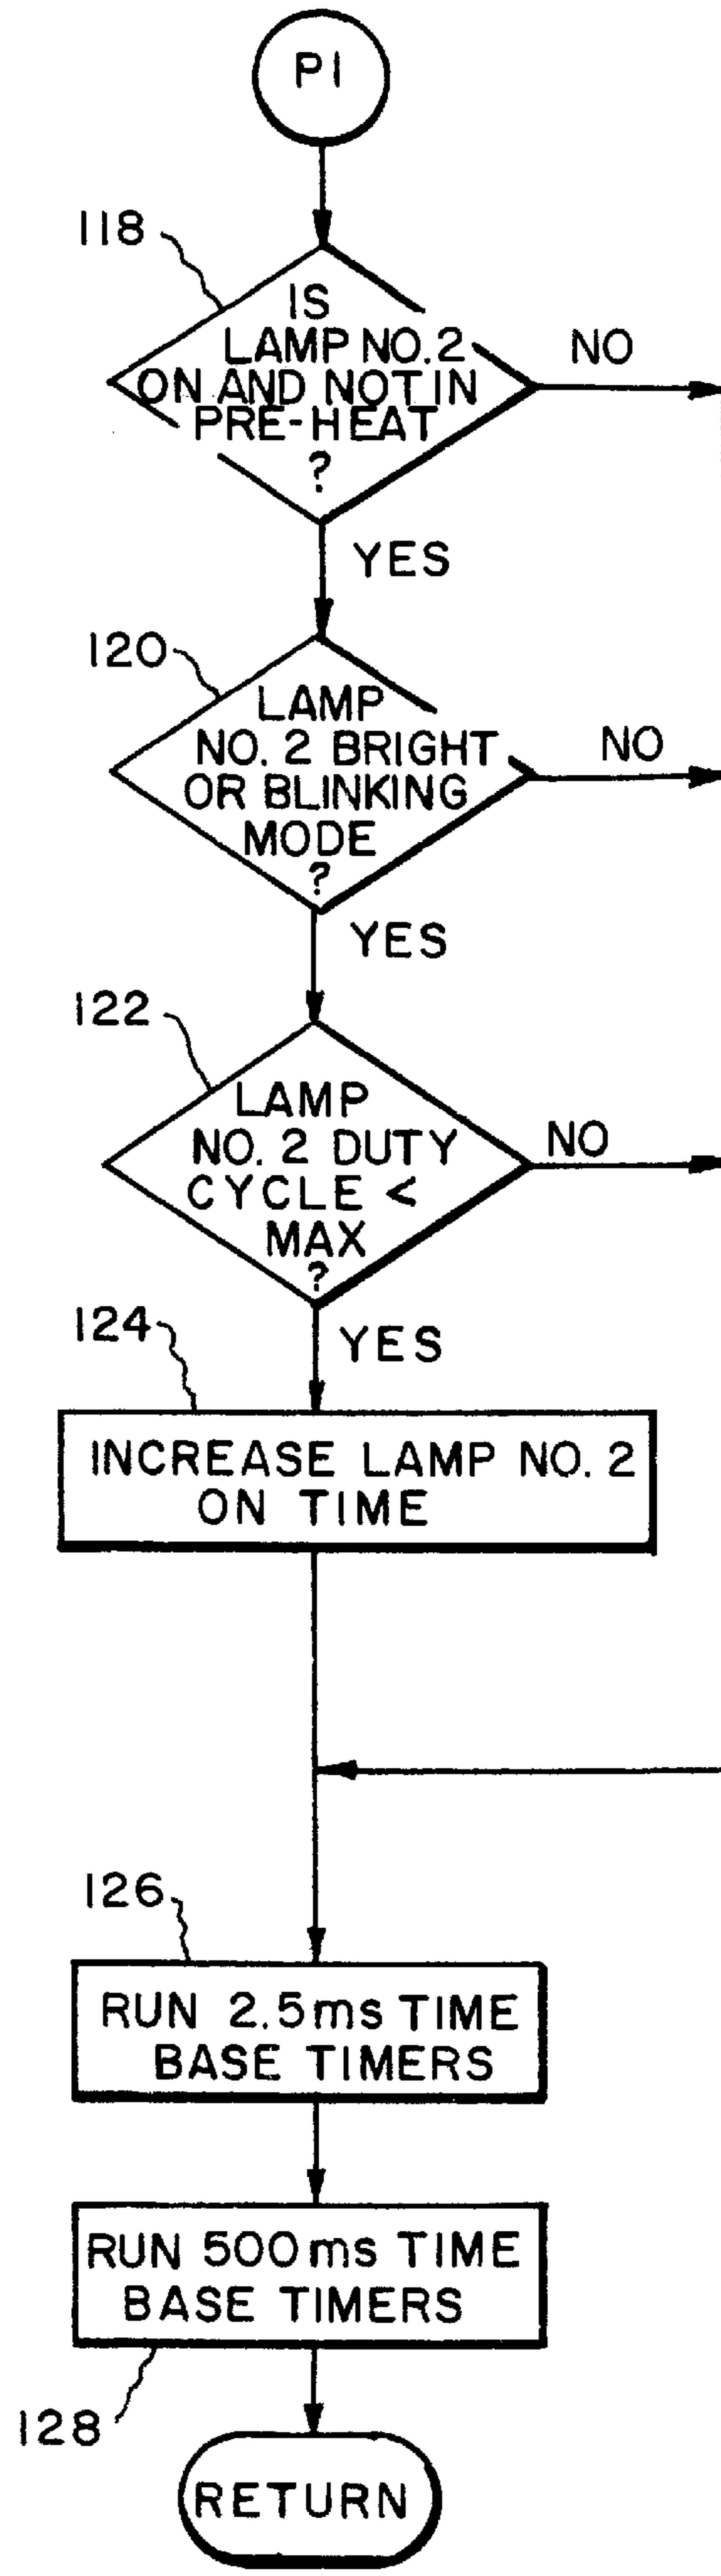 P1
118
IS
LAMP NO. 2
ON AND NOT IN
PRE-HEAT
?
NO
YES
120
LAMP
NO. 2 BRIGHT
OR BLINKING
MODE
?
NO
YES
122
LAMP
NO. 2 DUTY
CYCLE <
MAX
?
NO
YES
124
INCREASE LAMP NO. 2
ON TIME
126
RUN 2.5ms TIME
BASE TIMERS
RUN 500ms TIME
BASE TIMERS
128
RETURN